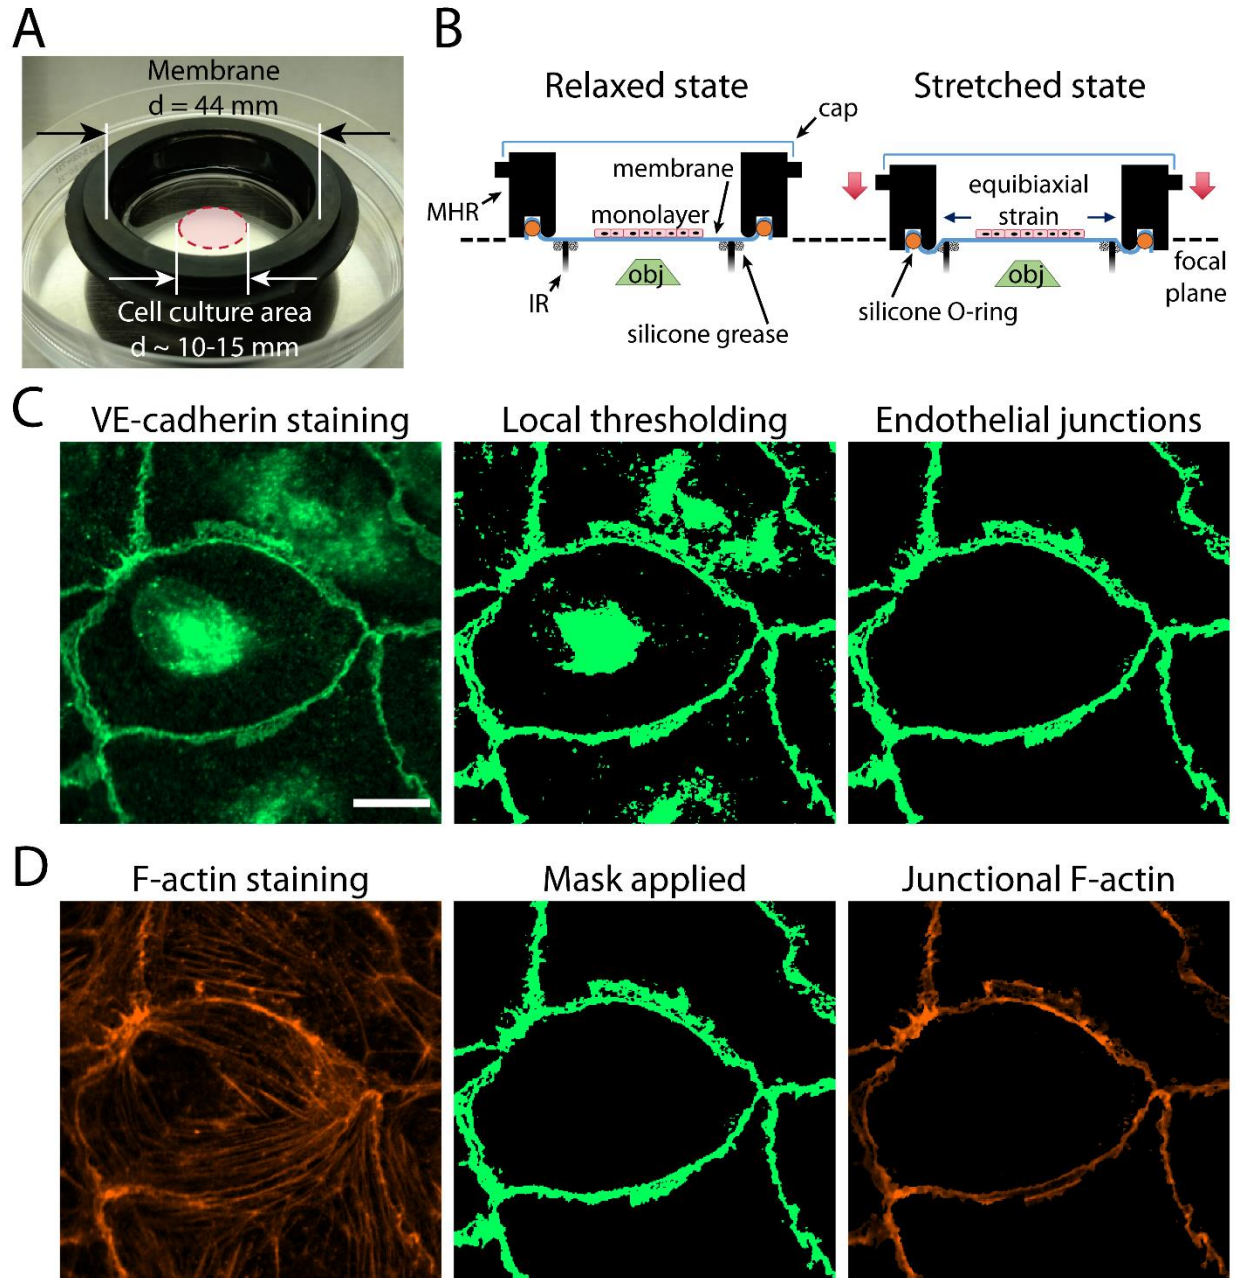 A
Membrane
d = 44 mm
Cell culture area
d ~ 10-15 mm
B
Relaxed state
Stretched state
cap
membrane
MHR
monolayer
equibiaxial
strain
obj
obj
IR
silicone grease
silicone O-ring
focal
plane
C
VE-cadherin staining
Local thresholding
Endothelial junctions
D
F-actin staining
Mask applied
Junctional F-actin